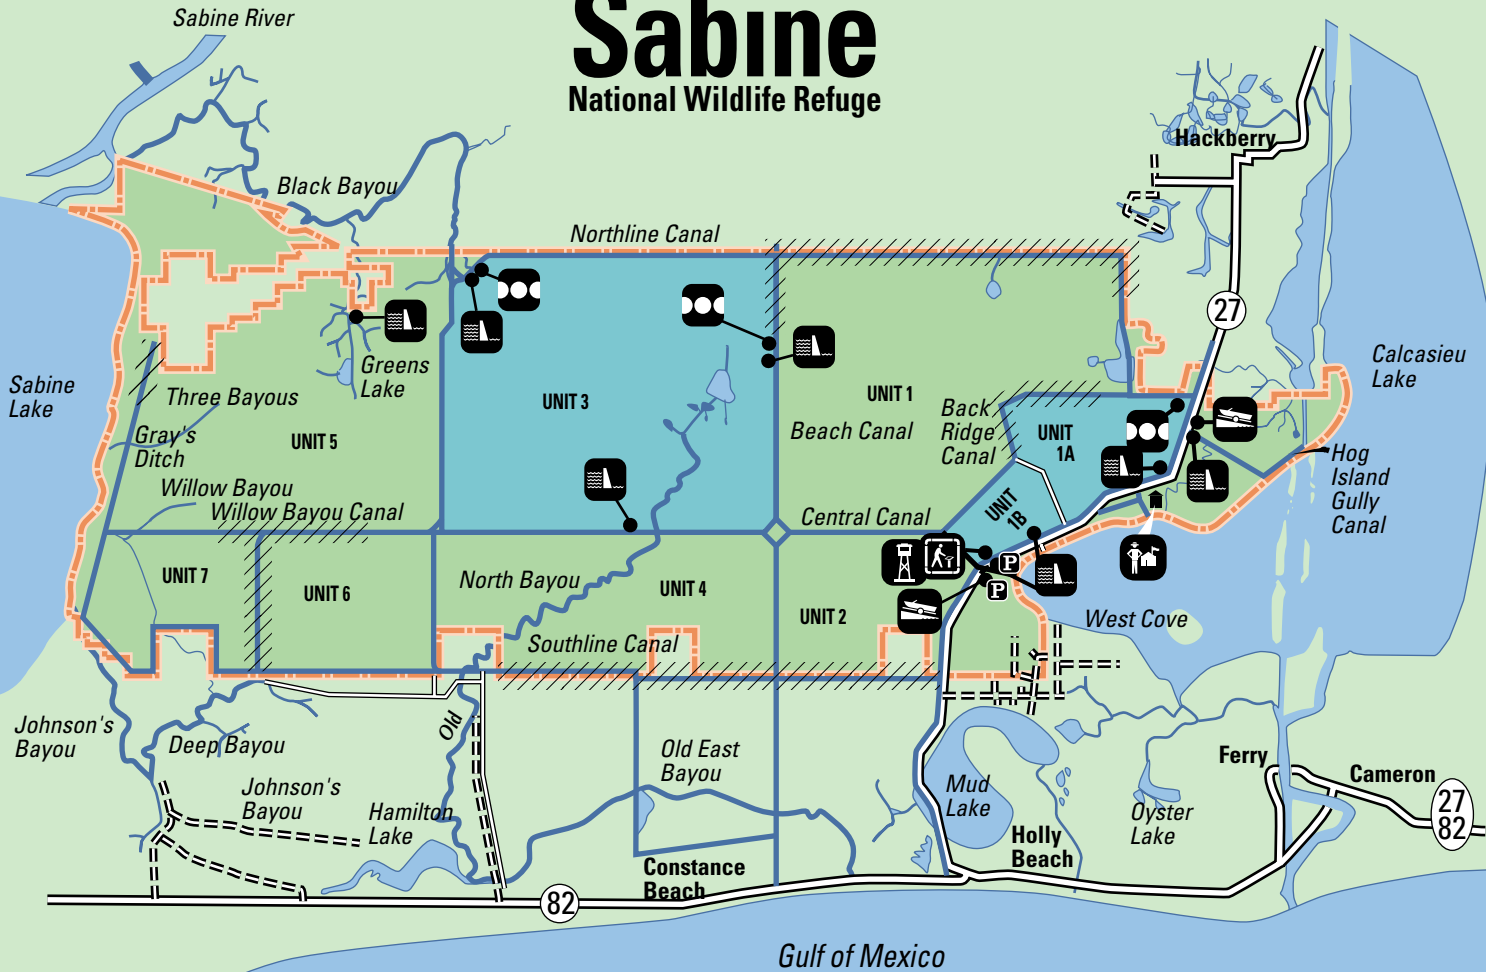 Sabine
National Wildlife Refuge
Sabine River
Hackberry
Black Bayou
Northline Canal
27
Calcasieu
Lake
Greens
Lake
Sabine
Lake
Three Bayous
UNIT 3
UNIT 1
Back
Ridge
Canal
Beach Canal
UNIT
1A
Gray's
Ditch
UNIT 5
Hog
Island
Gully
Canal
Willow Bayou
Willow Bayou Canal
Central Canal
UNIT
1B
P
P
UNIT 7
UNIT 6
North Bayou
UNIT 4
UNIT 2
West Cove
Southline Canal
Johnson's
Bayou
Deep Bayou
Old
Old East
Bayou
Ferry
Cameron
27
82
Johnson's
Bayou
Hamilton
Lake
Mud
Lake
Oyster
Lake
Holly
Beach
Constance
Beach
82
Gulf of Mexico